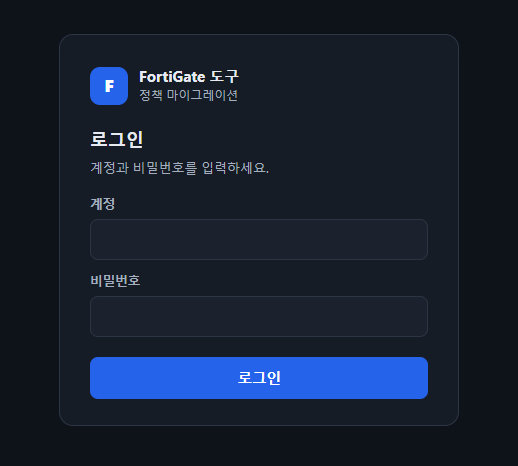 F
FortiGate 도구
정책 마이그레이션
로그인
계정과 비밀번호를 입력하세요.
계정
비밀번호
로그인